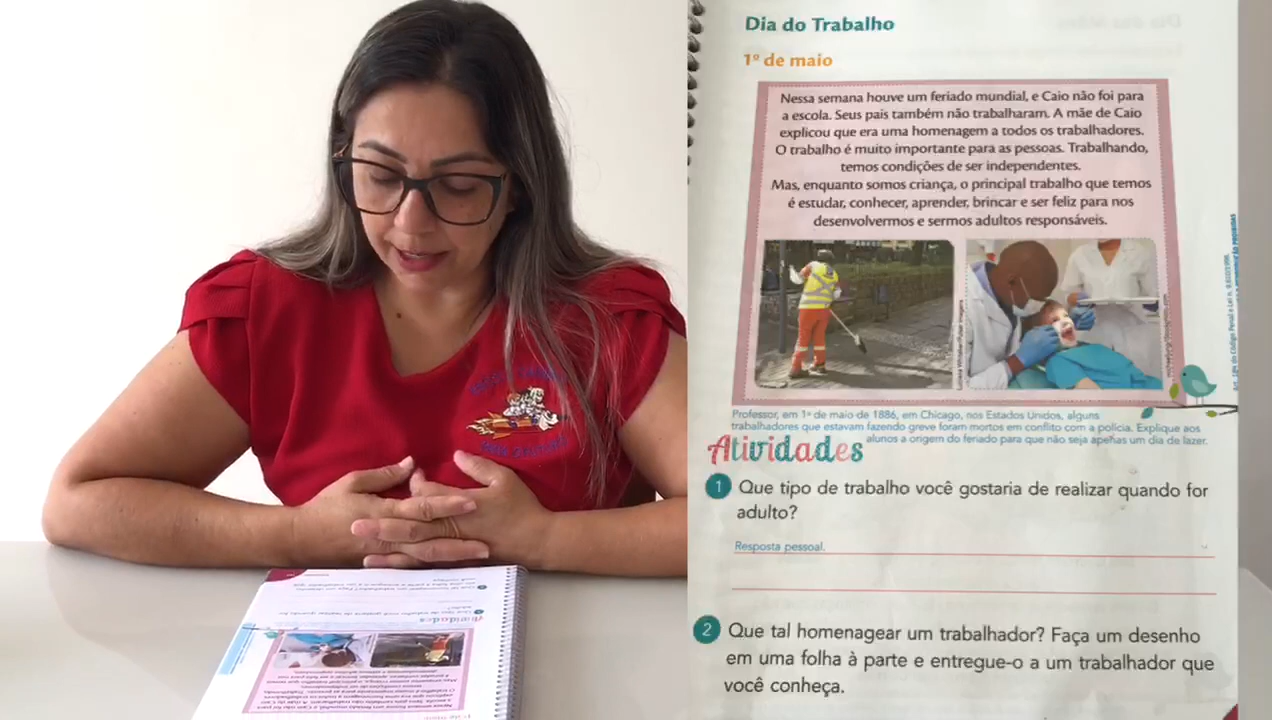 Dia do Trabalho
1º de maio
Nessa semana houve um feriado mundial, e Caio não foi para
a escola. Seus pais também não trabalharam. A mãe de Caio
explicou que era uma homenagem a todos os trabalhadores.
O trabalho é muito importante para as pessoas. Trabalhando,
temos condições de ser independentes.
Mas, enquanto somos criança, o principal trabalho que temos
é estudar, conhecer, aprender, brincar e ser feliz para nos
desenvolvermos e sermos adultos responsáveis.
Professor, em 1º de maio de 1886, em Chicago, nos Estados Unidos, alguns
trabalhadores que estavam fazendo greve foram mortos em conflito com a polícia. Explique aos
alunos a origem do feriado para que não seja apenas um dia de lazer.
Atividades
1 Que tipo de trabalho você gostaria de realizar quando for
adulto?
Resposta pessoal.
2 Que tal homenagear um trabalhador? Faça um desenho
em uma folha à parte e entregue-o a um trabalhador que
você conheça.